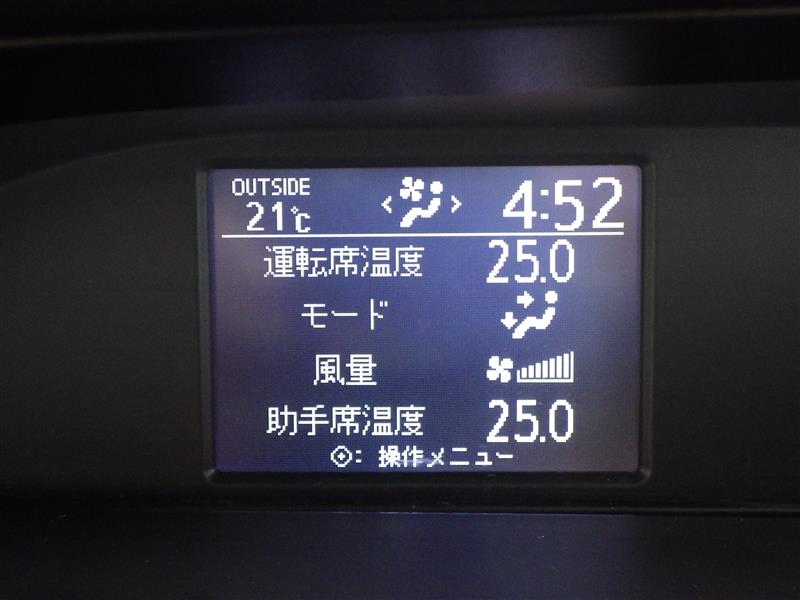 OUTSIDE
21℃
4:52
運転席温度 25.0
モード
風量
助手席温度 25.0
: 操作メニュー